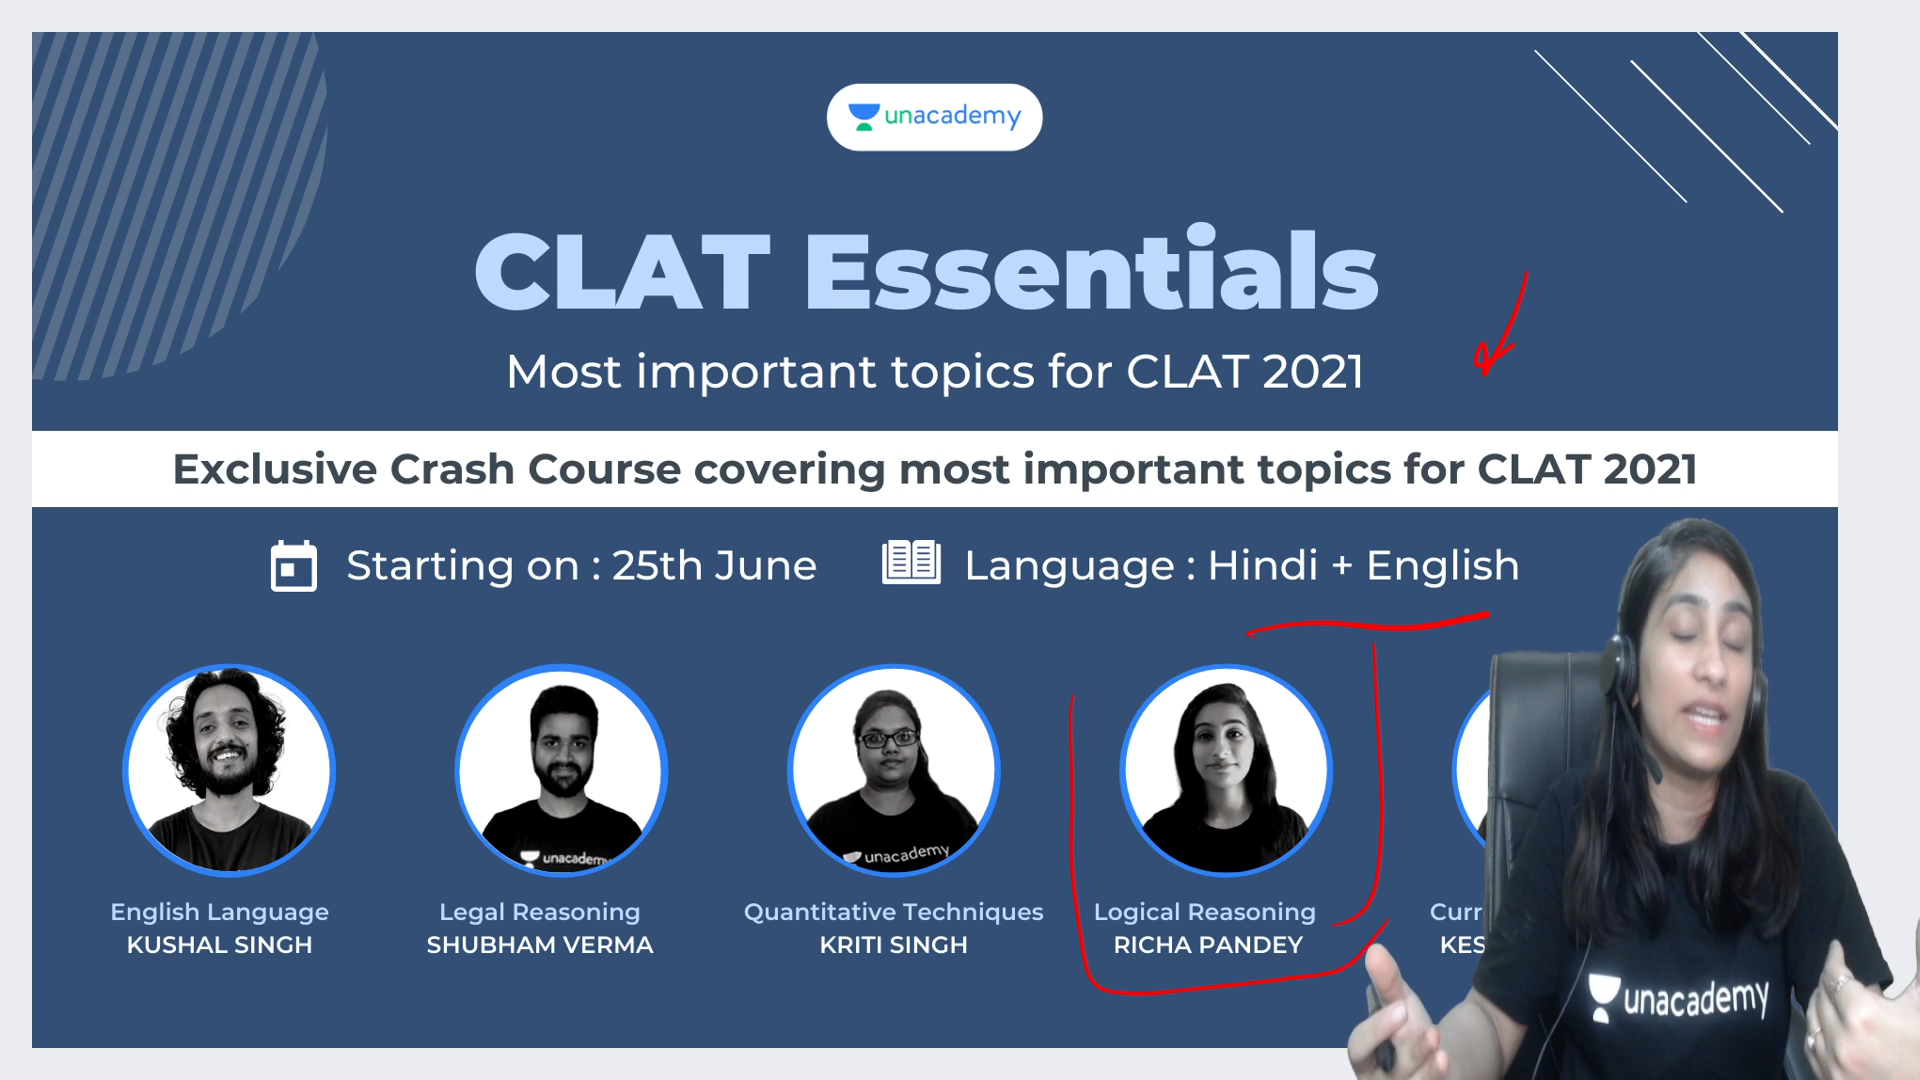 unacademy
CLAT Essentials
Most important topics for CLAT 2021
Exclusive Crash Course covering most important topics for CLAT 2021
Starting on : 25th June
Language : Hindi + English
unacademy
unacademy
English Language
KUSHAL SINGH
Legal Reasoning
SHUBHAM VERMA
Quantitative Techniques
KRITI SINGH
Logical Reasoning
RICHA PANDEY
unacademy